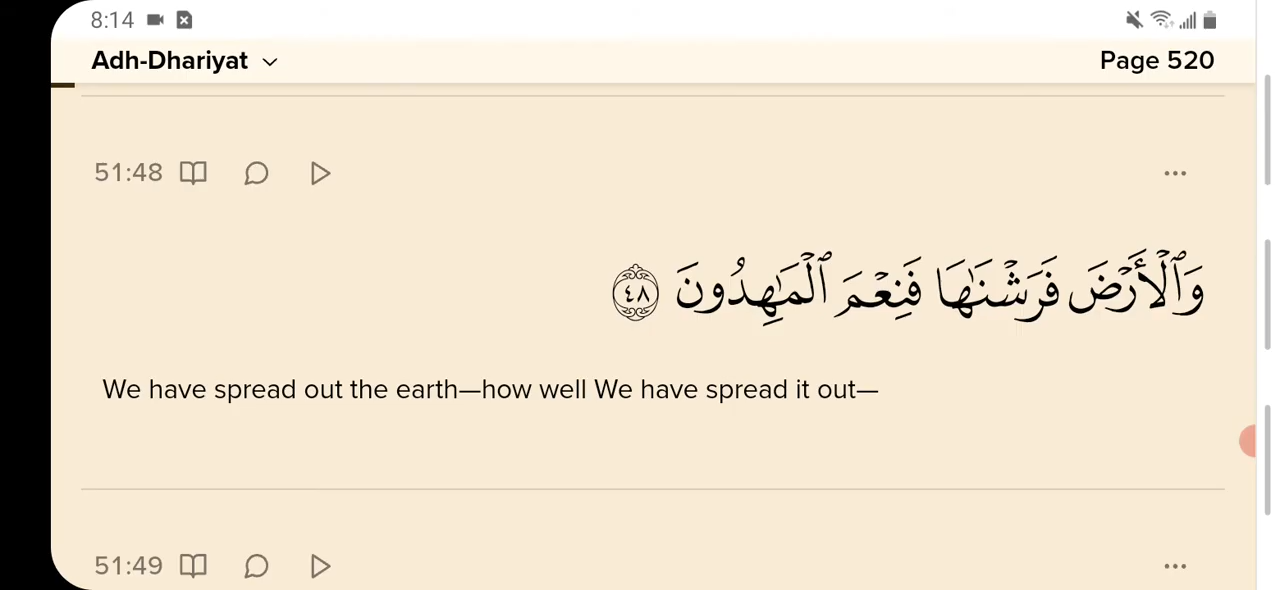 8:14
Adh-Dhariyat
Page 520
51:48
وَٱلْأَرْضَ فَرَشْنَـٰهَا فَنِعْمَ ٱلْمَـٰهِدُونَ ٤٨
We have spread out the earth—how well We have spread it out—
51:49